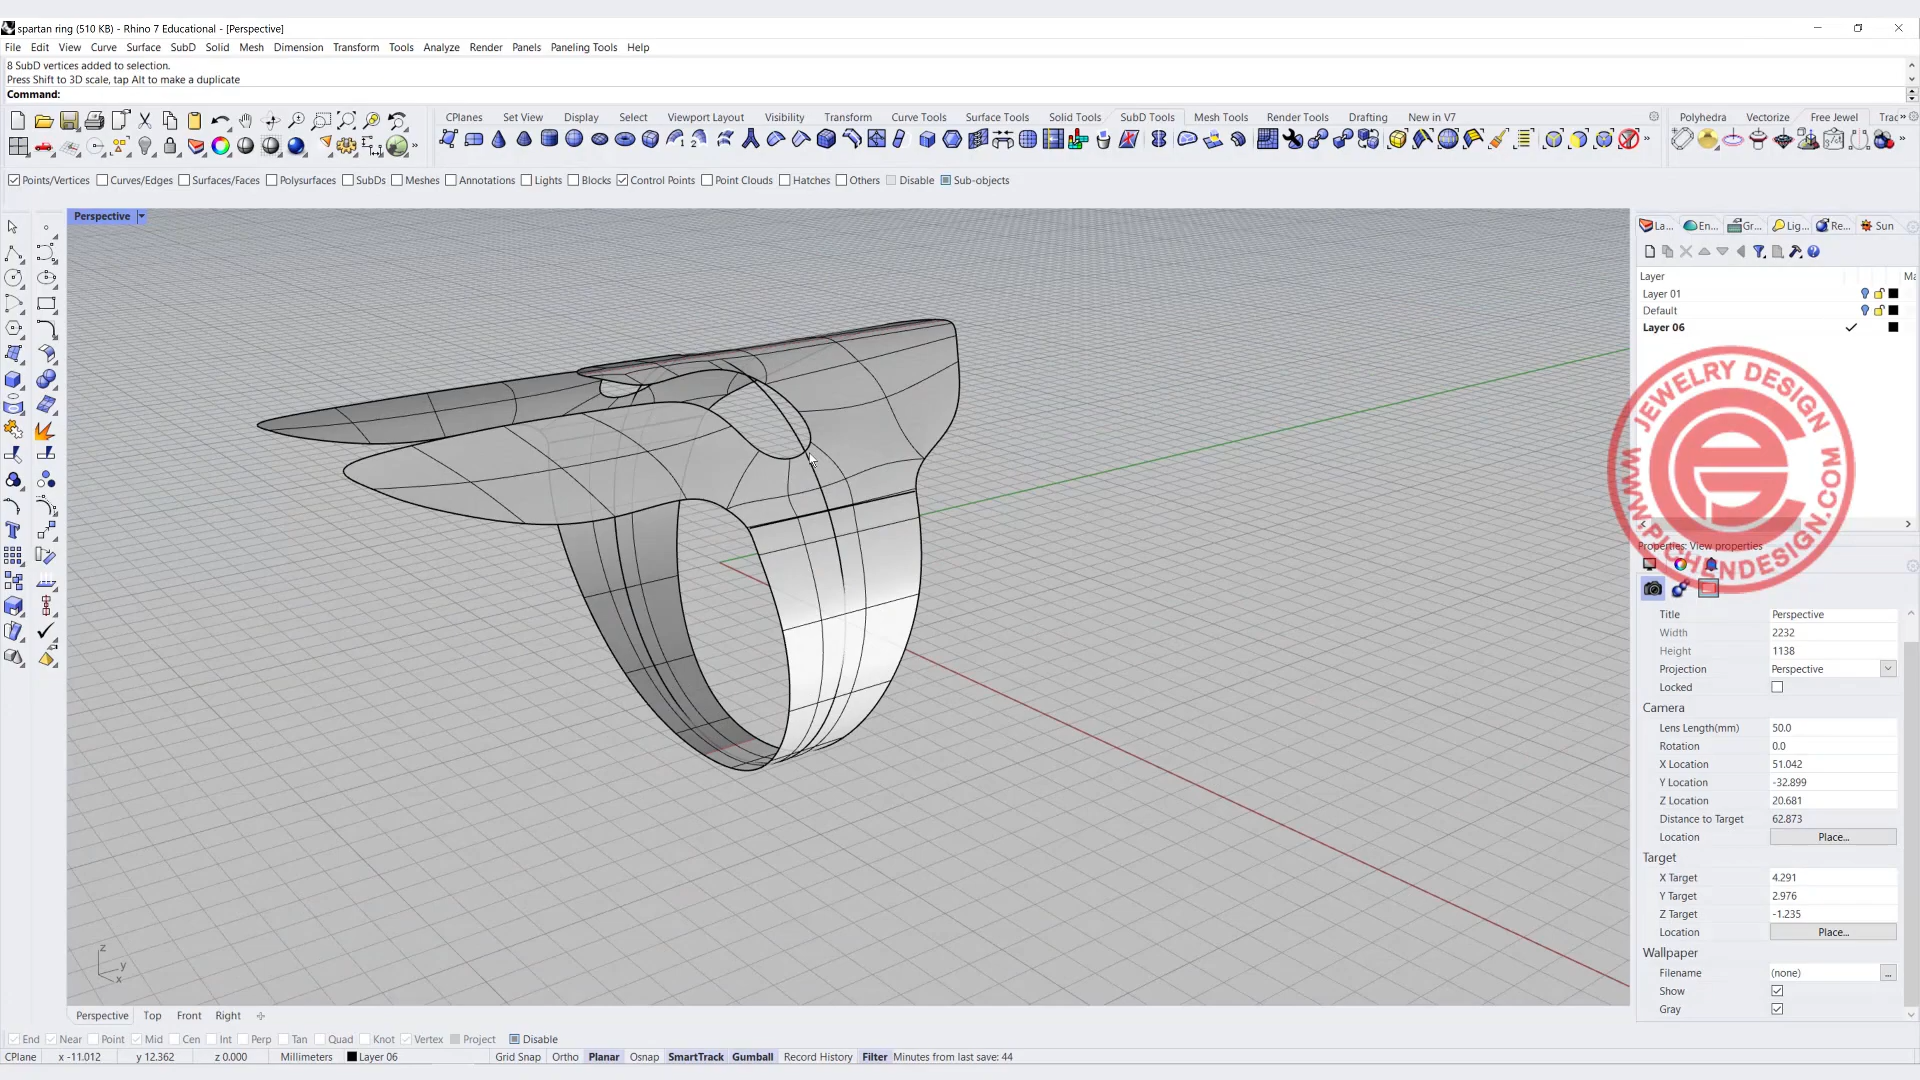 spartan ring (510 KB) - Rhino 7 Educational - [Perspective]
File Edit View Curve Surface SubD Solid Mesh Dimension Transform Tools Analyze Render Panels Paneling Tools Help
8 SubD vertices added to selection.
Press Shift to 3D scale, tap Alt to make a duplicate
Command:
CPlanes Set View Display Select Viewport Layout Visibility Transform Curve Tools Surface Tools Solid Tools SubD Tools Mesh Tools Render Tools Drafting New in V7 Polyhedra Vectorize Free Jewel Trac
Points/Vertices Curves/Edges Surfaces/Faces Polysurfaces SubDs Meshes Annotations Lights Blocks Control Points Point Clouds Hatches Others Disable Sub-objects
Perspective
La... En... Gr... Lig... Re... Sun
Layer Ma
Layer 01
Default
Layer 06
JEWELRY DESIGN
WWW.PJCHENDESIGN.COM
Properties: View properties
Title Perspective
Width 2232
Height 1138
Projection Perspective
Locked
Camera
Lens Length(mm) 50.0
Rotation 0.0
X Location 51.042
Y Location -32.899
Z Location 20.681
Distance to Target 62.873
Location Place...
Target
X Target 4.291
Y Target 2.976
Z Target -1.235
Location Place...
Wallpaper
Filename (none) ...
Show
Gray
z
y
x
Perspective Top Front Right
End Near Point Mid Cen Int Perp Tan Quad Knot Vertex Project Disable
CPlane x -11.012 y 12.362 z 0.000 Millimeters Layer 06 Grid Snap Ortho Planar Osnap SmartTrack Gumball Record History Filter Minutes from last save: 44